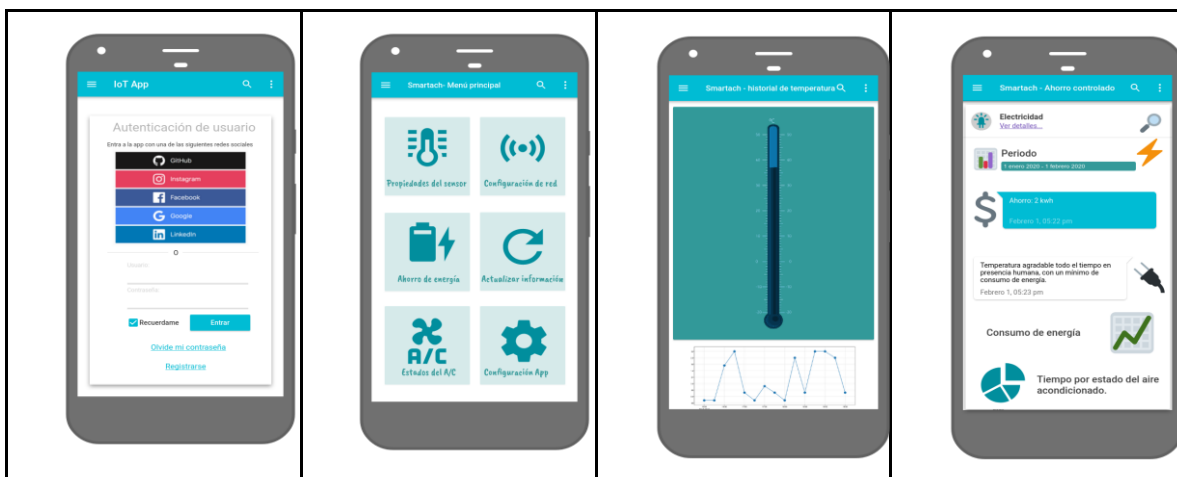 IoT App
Autenticación de usuario
Entra a la app con una de las siguientes redes sociales
GitHub
Instagram
Facebook
Google
LinkedIn
O
Usuario
Contraseña
Recuerdame
Entrar
Olvide mi contraseña
Registrarse
Smartach- Menú principal
Propiedades del sensor
Configuración de red
Ahorro de energía
Actualizar información
A/C
Estados del A/C
Configuración App
Smartach - historial de temperatura
Smartach - Ahorro controlado
Electricidad
Ver detalles...
Periodo
1 enero 2020 - 1 febrero 2020
Ahorro: 2 kwh
Febrero 1, 05:22 pm
Temperatura agradable todo el tiempo en
presencia humana, con un mínimo de
consumo de energía.
Febrero 1, 05:23 pm
Consumo de energía
Tiempo por estado del aire
acondicionado.